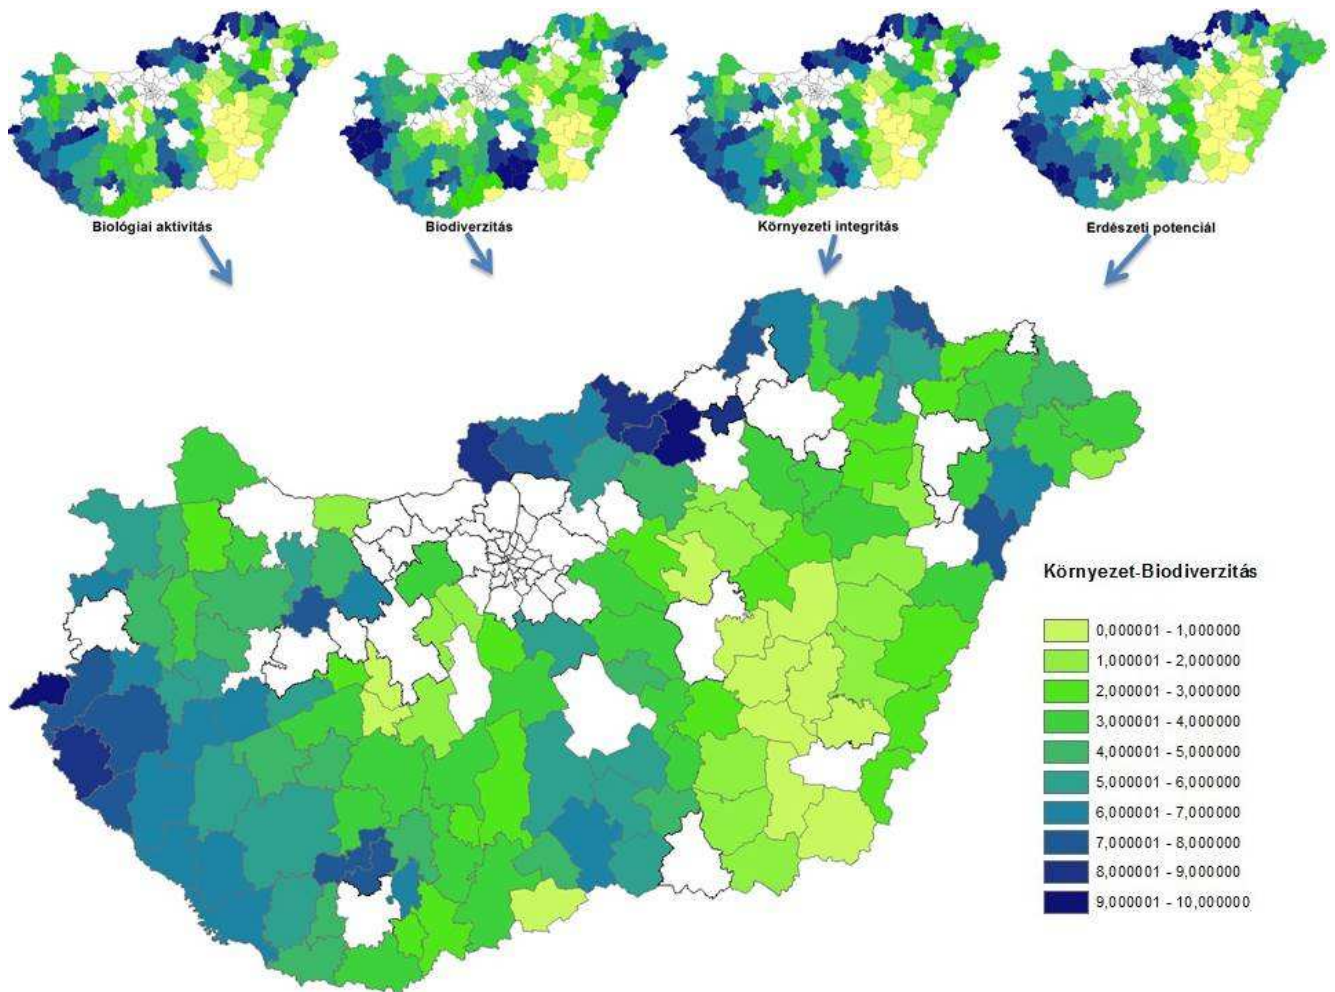 Biológiai aktivitás
Biodiverzitás
Környezeti integritás
Erdészeti potenciál
Környezet-Biodiverzitás
0,000001 - 1,000000
1,000001 - 2,000000
2,000001 - 3,000000
3,000001 - 4,000000
4,000001 - 5,000000
5,000001 - 6,000000
6,000001 - 7,000000
7,000001 - 8,000000
8,000001 - 9,000000
9,000001 - 10,000000